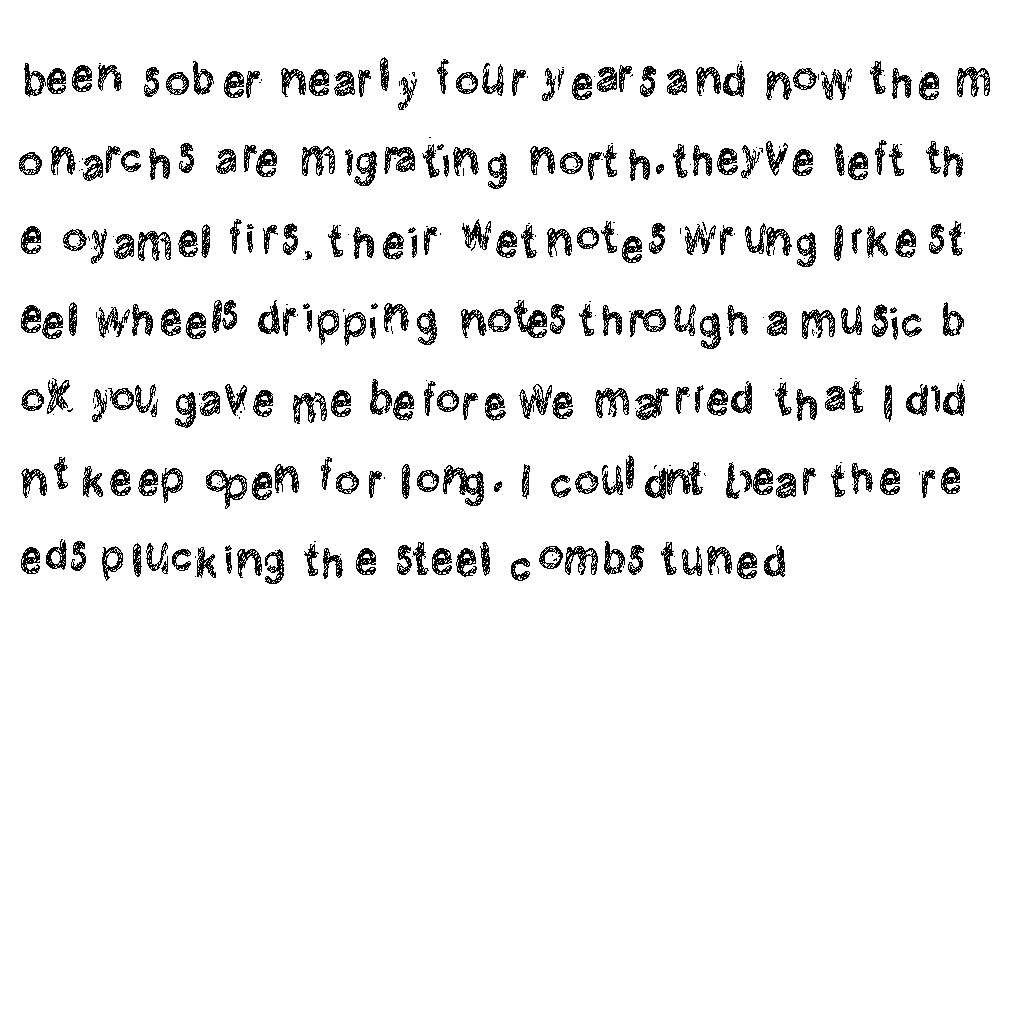 been sober nearly four years and now the m
onarchs are migrating north. they've left th
e oyamel firs, their wet notes wrung like st
eel wheels dripping notes through a music b
ox you gave me before we married that I did
nt keep open for long. I couldnt bear the re
eds plucking the steel combs tuned